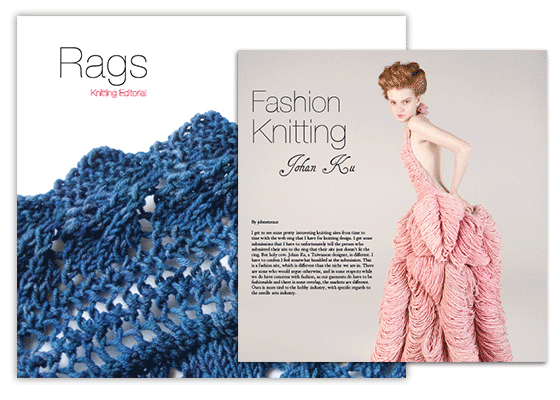 Rags
Knitting Editorial
Fashion
Knitting
Johan Ku
By johnstrrance
I get to see some pretty interesting knitting sites from time to
time with the web ring that I have for knitting design. I get some
submissions that I have to unfortunately tell the person who
submitted their site to the ring that their site just doesn't fit the
ring. But holy cow. Johan Ku, a Taiwanese designer, is different. I
have to confess I feel somewhat humbled at the submission. This
is a fashion site, which is different than the niche we are in. There
are some who would argue otherwise, and in some respects while
we do have concerns with fashion, as our garments do have to be
fashionable and there is some overlap, the markets are different.
Ours is more tied to the hobby industry, with specific regards to
the needle arts industry.